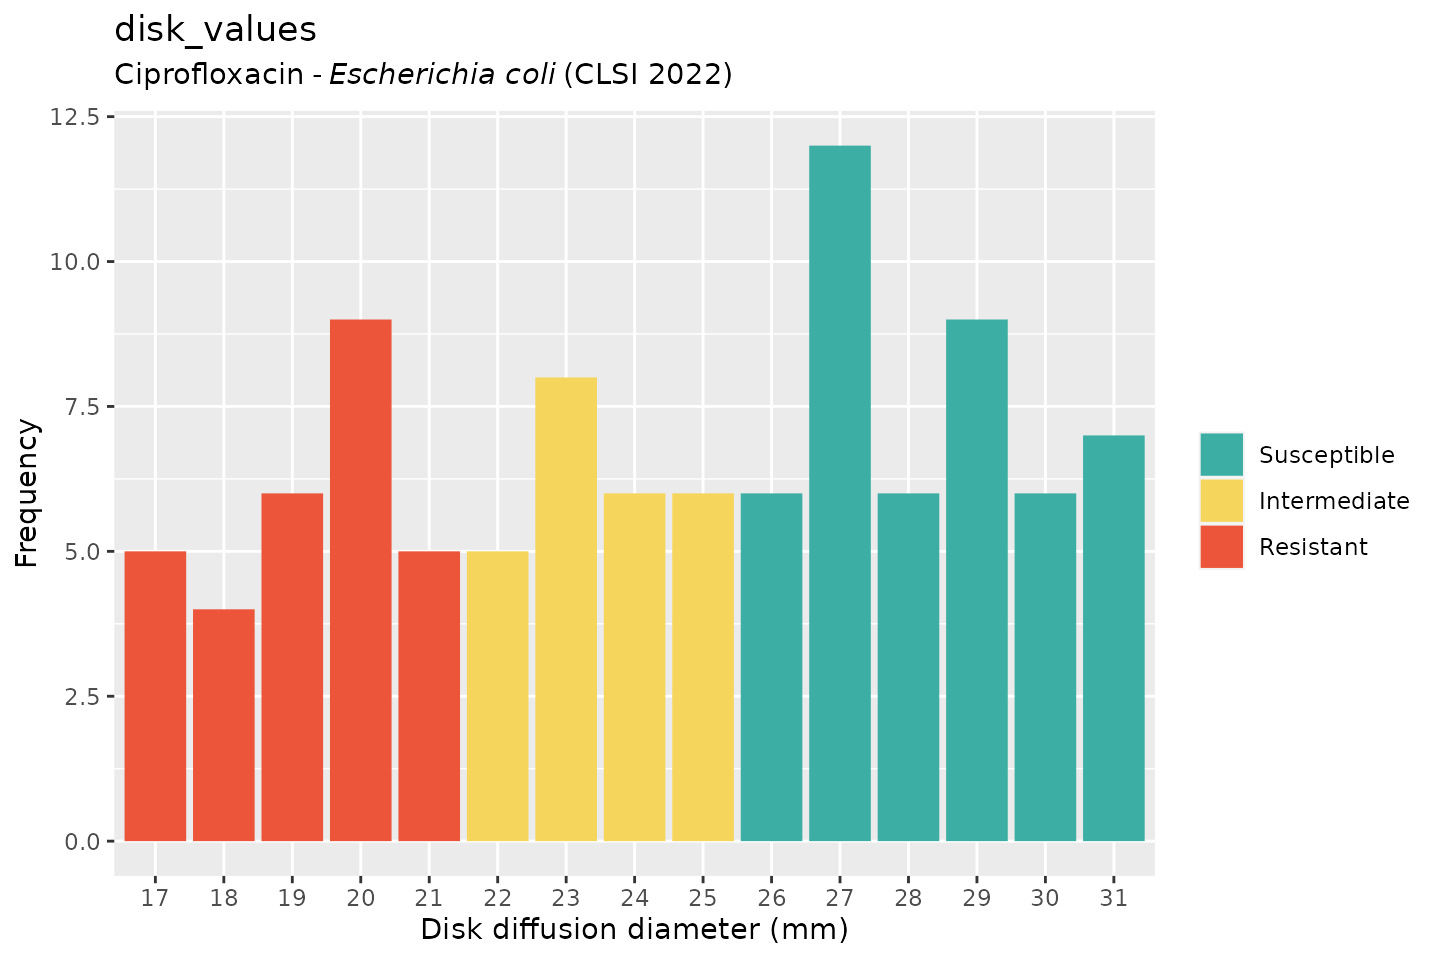 disk_values
Ciprofloxacin - Escherichia coli (CLSI 2022)
12.5
10.0
7.5
5.0
2.5
0.0
Frequency
17 18 19 20 21 22 23 24 25 26 27 28 29 30 31
Disk diffusion diameter (mm)
Susceptible
Intermediate
Resistant